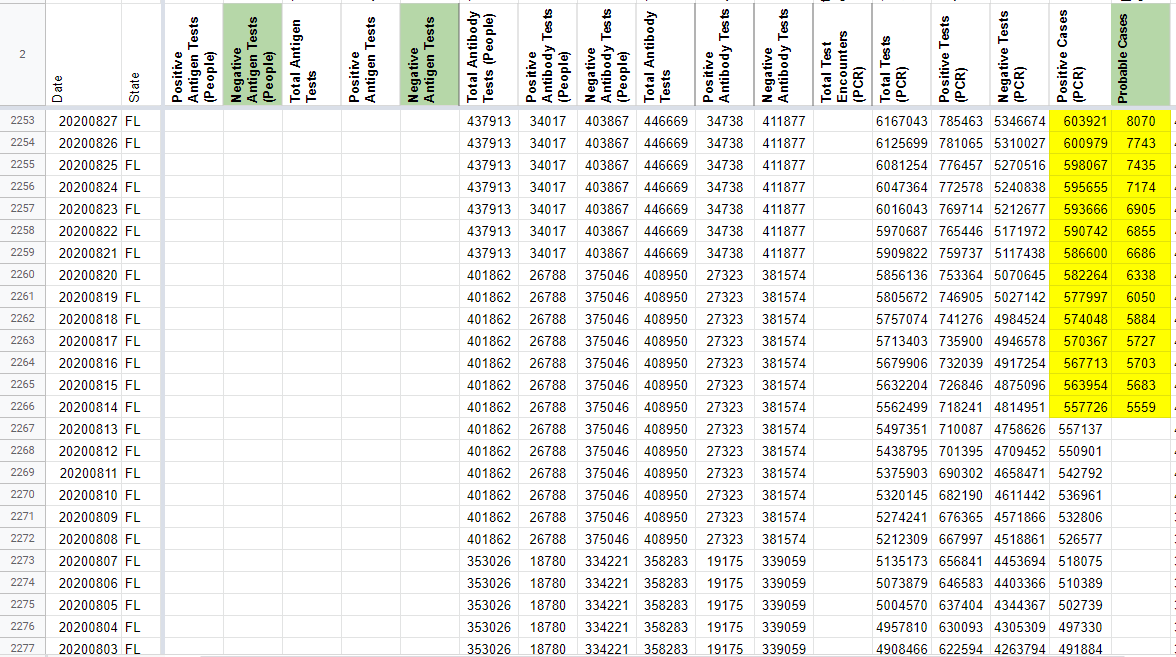 2 Date State Positive Antigen Tests (People) Negative Antigen Tests (People) Total Antigen Tests Positive Antigen Tests Negative Antigen Tests Total Antibody Tests (People) Positive Antibody Tests (People) Negative Antibody Tests (People) Total Antibody Tests Positive Antibody Tests Negative Antibody Tests Total Test Encounters (PCR) Total Tests (PCR) Positive Tests (PCR) Negative Tests (PCR) Positive Cases (PCR) Probable Cases
2253 20200827 FL 437913 34017 403867 446669 34738 411877 6167043 785463 5346674 603921 8070
2254 20200826 FL 437913 34017 403867 446669 34738 411877 6125699 781065 5310027 600979 7743
2255 20200825 FL 437913 34017 403867 446669 34738 411877 6081254 776457 5270516 598067 7435
2256 20200824 FL 437913 34017 403867 446669 34738 411877 6047364 772578 5240838 595655 7174
2257 20200823 FL 437913 34017 403867 446669 34738 411877 6016043 769714 5212677 593666 6905
2258 20200822 FL 437913 34017 403867 446669 34738 411877 5970687 765446 5171972 590742 6855
2259 20200821 FL 437913 34017 403867 446669 34738 411877 5909822 759737 5117438 586600 6686
2260 20200820 FL 401862 26788 375046 408950 27323 381574 5856136 753364 5070645 582264 6338
2261 20200819 FL 401862 26788 375046 408950 27323 381574 5805672 746905 5027142 577997 6050
2262 20200818 FL 401862 26788 375046 408950 27323 381574 5757074 741276 4984524 574048 5884
2263 20200817 FL 401862 26788 375046 408950 27323 381574 5713403 735900 4946578 570367 5727
2264 20200816 FL 401862 26788 375046 408950 27323 381574 5679906 732039 4917254 567713 5703
2265 20200815 FL 401862 26788 375046 408950 27323 381574 5632204 726846 4875096 563954 5683
2266 20200814 FL 401862 26788 375046 408950 27323 381574 5562499 718241 4814951 557726 5559
2267 20200813 FL 401862 26788 375046 408950 27323 381574 5497351 710087 4758626 557137
2268 20200812 FL 401862 26788 375046 408950 27323 381574 5438795 701395 4709452 550901
2269 20200811 FL 401862 26788 375046 408950 27323 381574 5375903 690302 4658471 542792
2270 20200810 FL 401862 26788 375046 408950 27323 381574 5320145 682190 4611442 536961
2271 20200809 FL 401862 26788 375046 408950 27323 381574 5274241 676365 4571866 532806
2272 20200808 FL 401862 26788 375046 408950 27323 381574 5212309 667997 4518861 526577
2273 20200807 FL 353026 18780 334221 358283 19175 339059 5135173 656841 4453694 518075
2274 20200806 FL 353026 18780 334221 358283 19175 339059 5073879 646583 4403366 510389
2275 20200805 FL 353026 18780 334221 358283 19175 339059 5004570 637404 4344367 502739
2276 20200804 FL 353026 18780 334221 358283 19175 339059 4957810 630093 4305309 497330
2277 20200803 FL 353026 18780 334221 358283 19175 339059 4908466 622594 4263794 491884